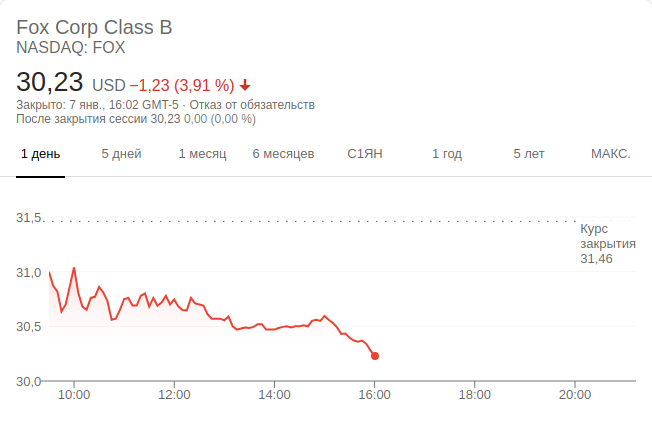 Fox Corp Class B
NASDAQ: FOX
30,23 USD −1,23 (3,91 %)
Закрыто: 7 янв., 16:02 GMT-5 · Отказ от обязательств
После закрытия сессии 30,23 0,00 (0,00 %)
1 день 5 дней 1 месяц 6 месяцев С1ЯН 1 год 5 лет МАКС.
31,5
Курс
закрытия
31,46
31,0
30,5
30,0
10:00 12:00 14:00 16:00 18:00 20:00